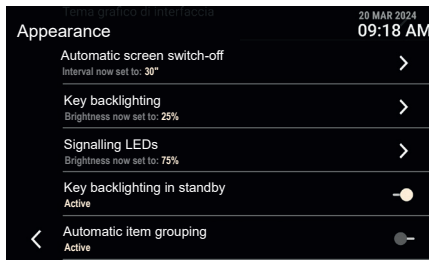 Tema grafico di interfaccia
20 MAR 2024
Appearance
09:18 AM
Automatic screen switch-off
Interval now set to: 30"
Key backlighting
Brightness now set to: 25%
Signalling LEDs
Brightness now set to: 75%
Key backlighting in standby
Active
Automatic item grouping
Active